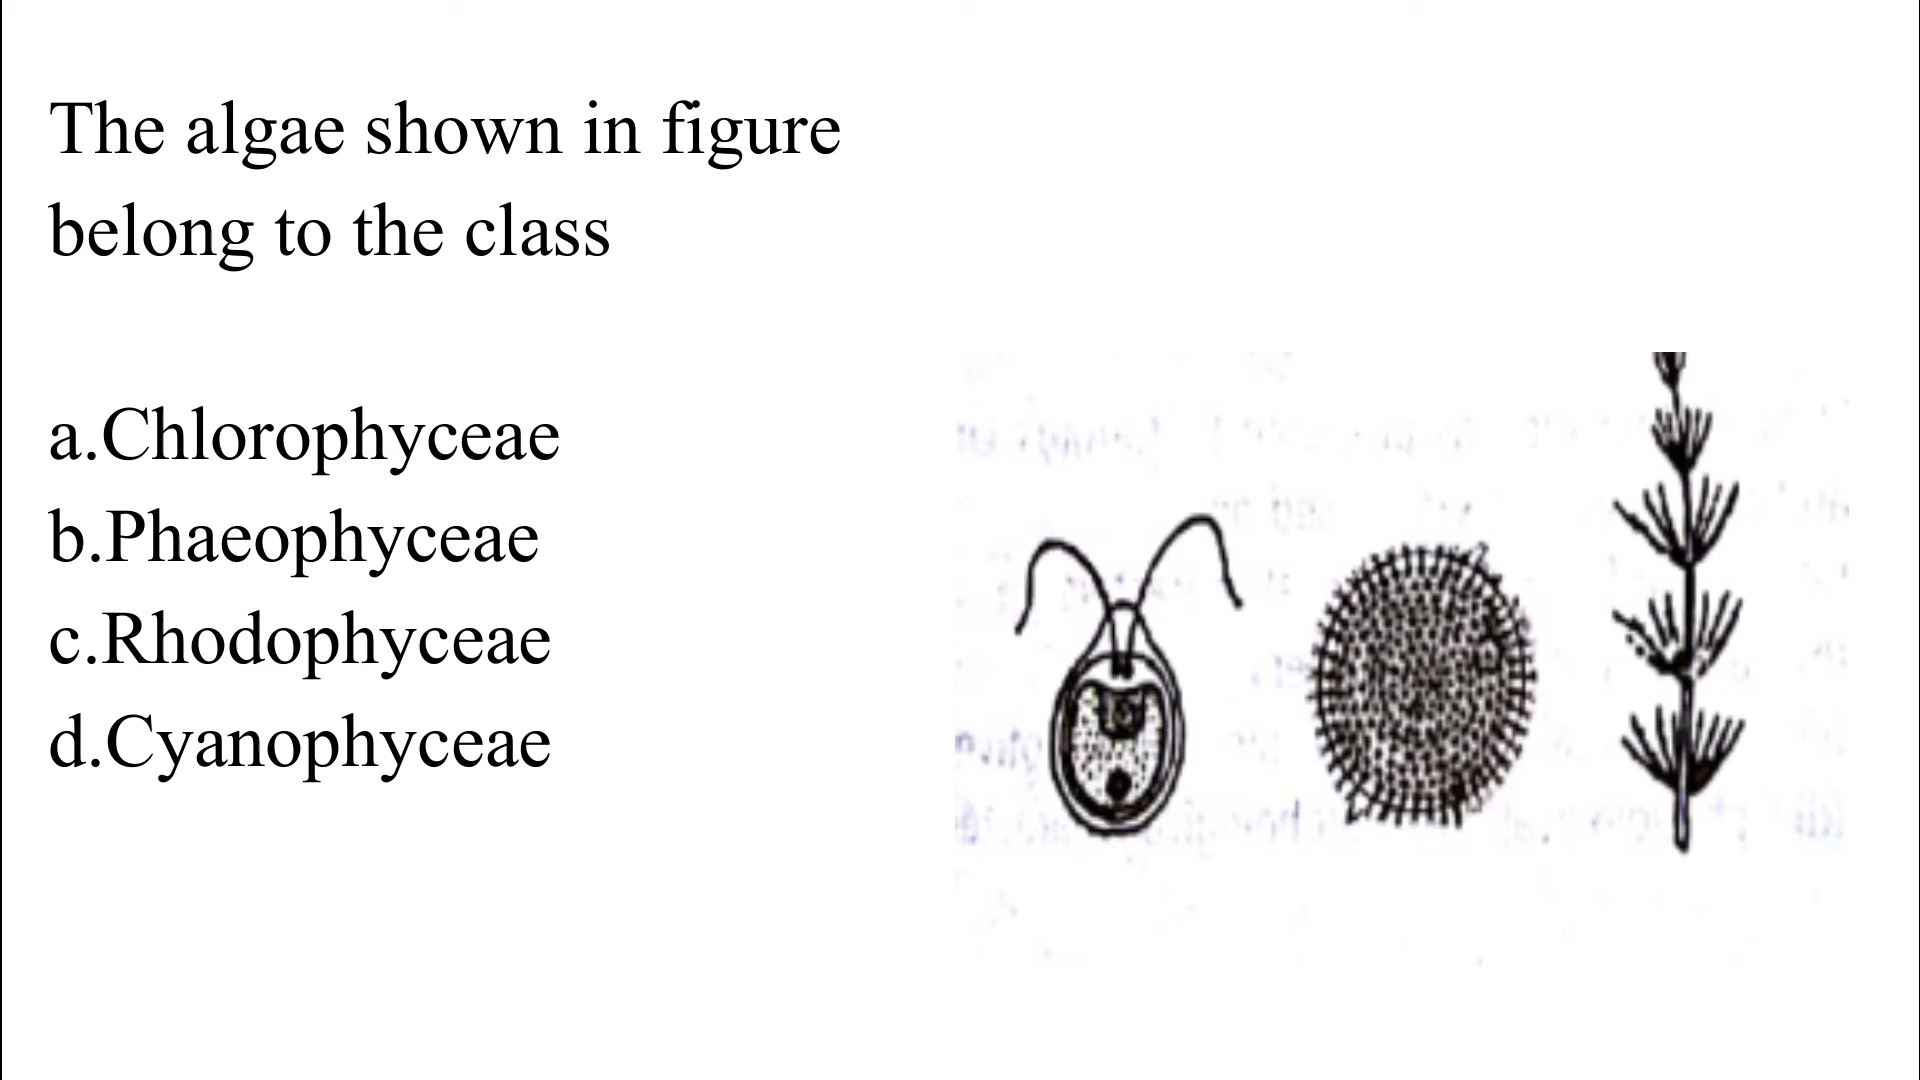 The algae shown in figure
belong to the class
a.Chlorophyceae
b.Phaeophyceae
c.Rhodophyceae
d.Cyanophyceae